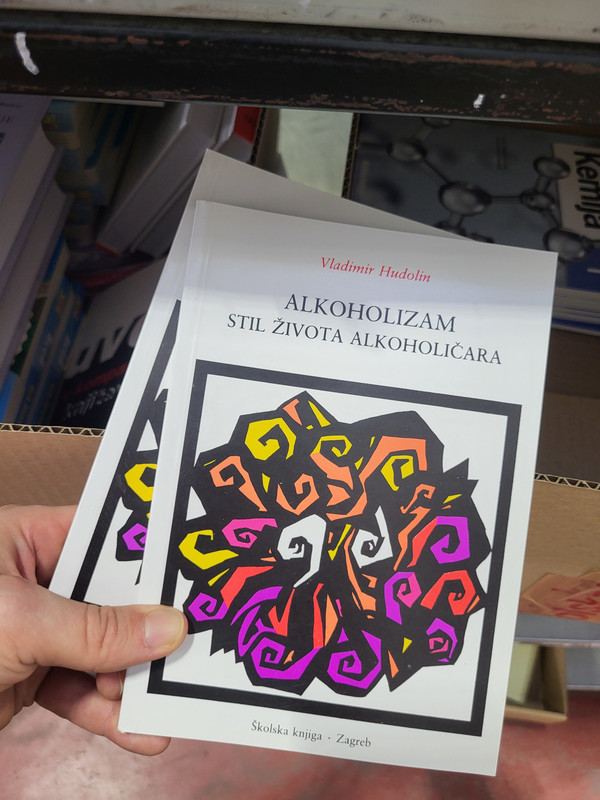 Vladimir Hudolin
ALKOHOLIZAM
STIL ŽIVOTA ALKOHOLIČARA
Školska knjiga · Zagreb
Kemija